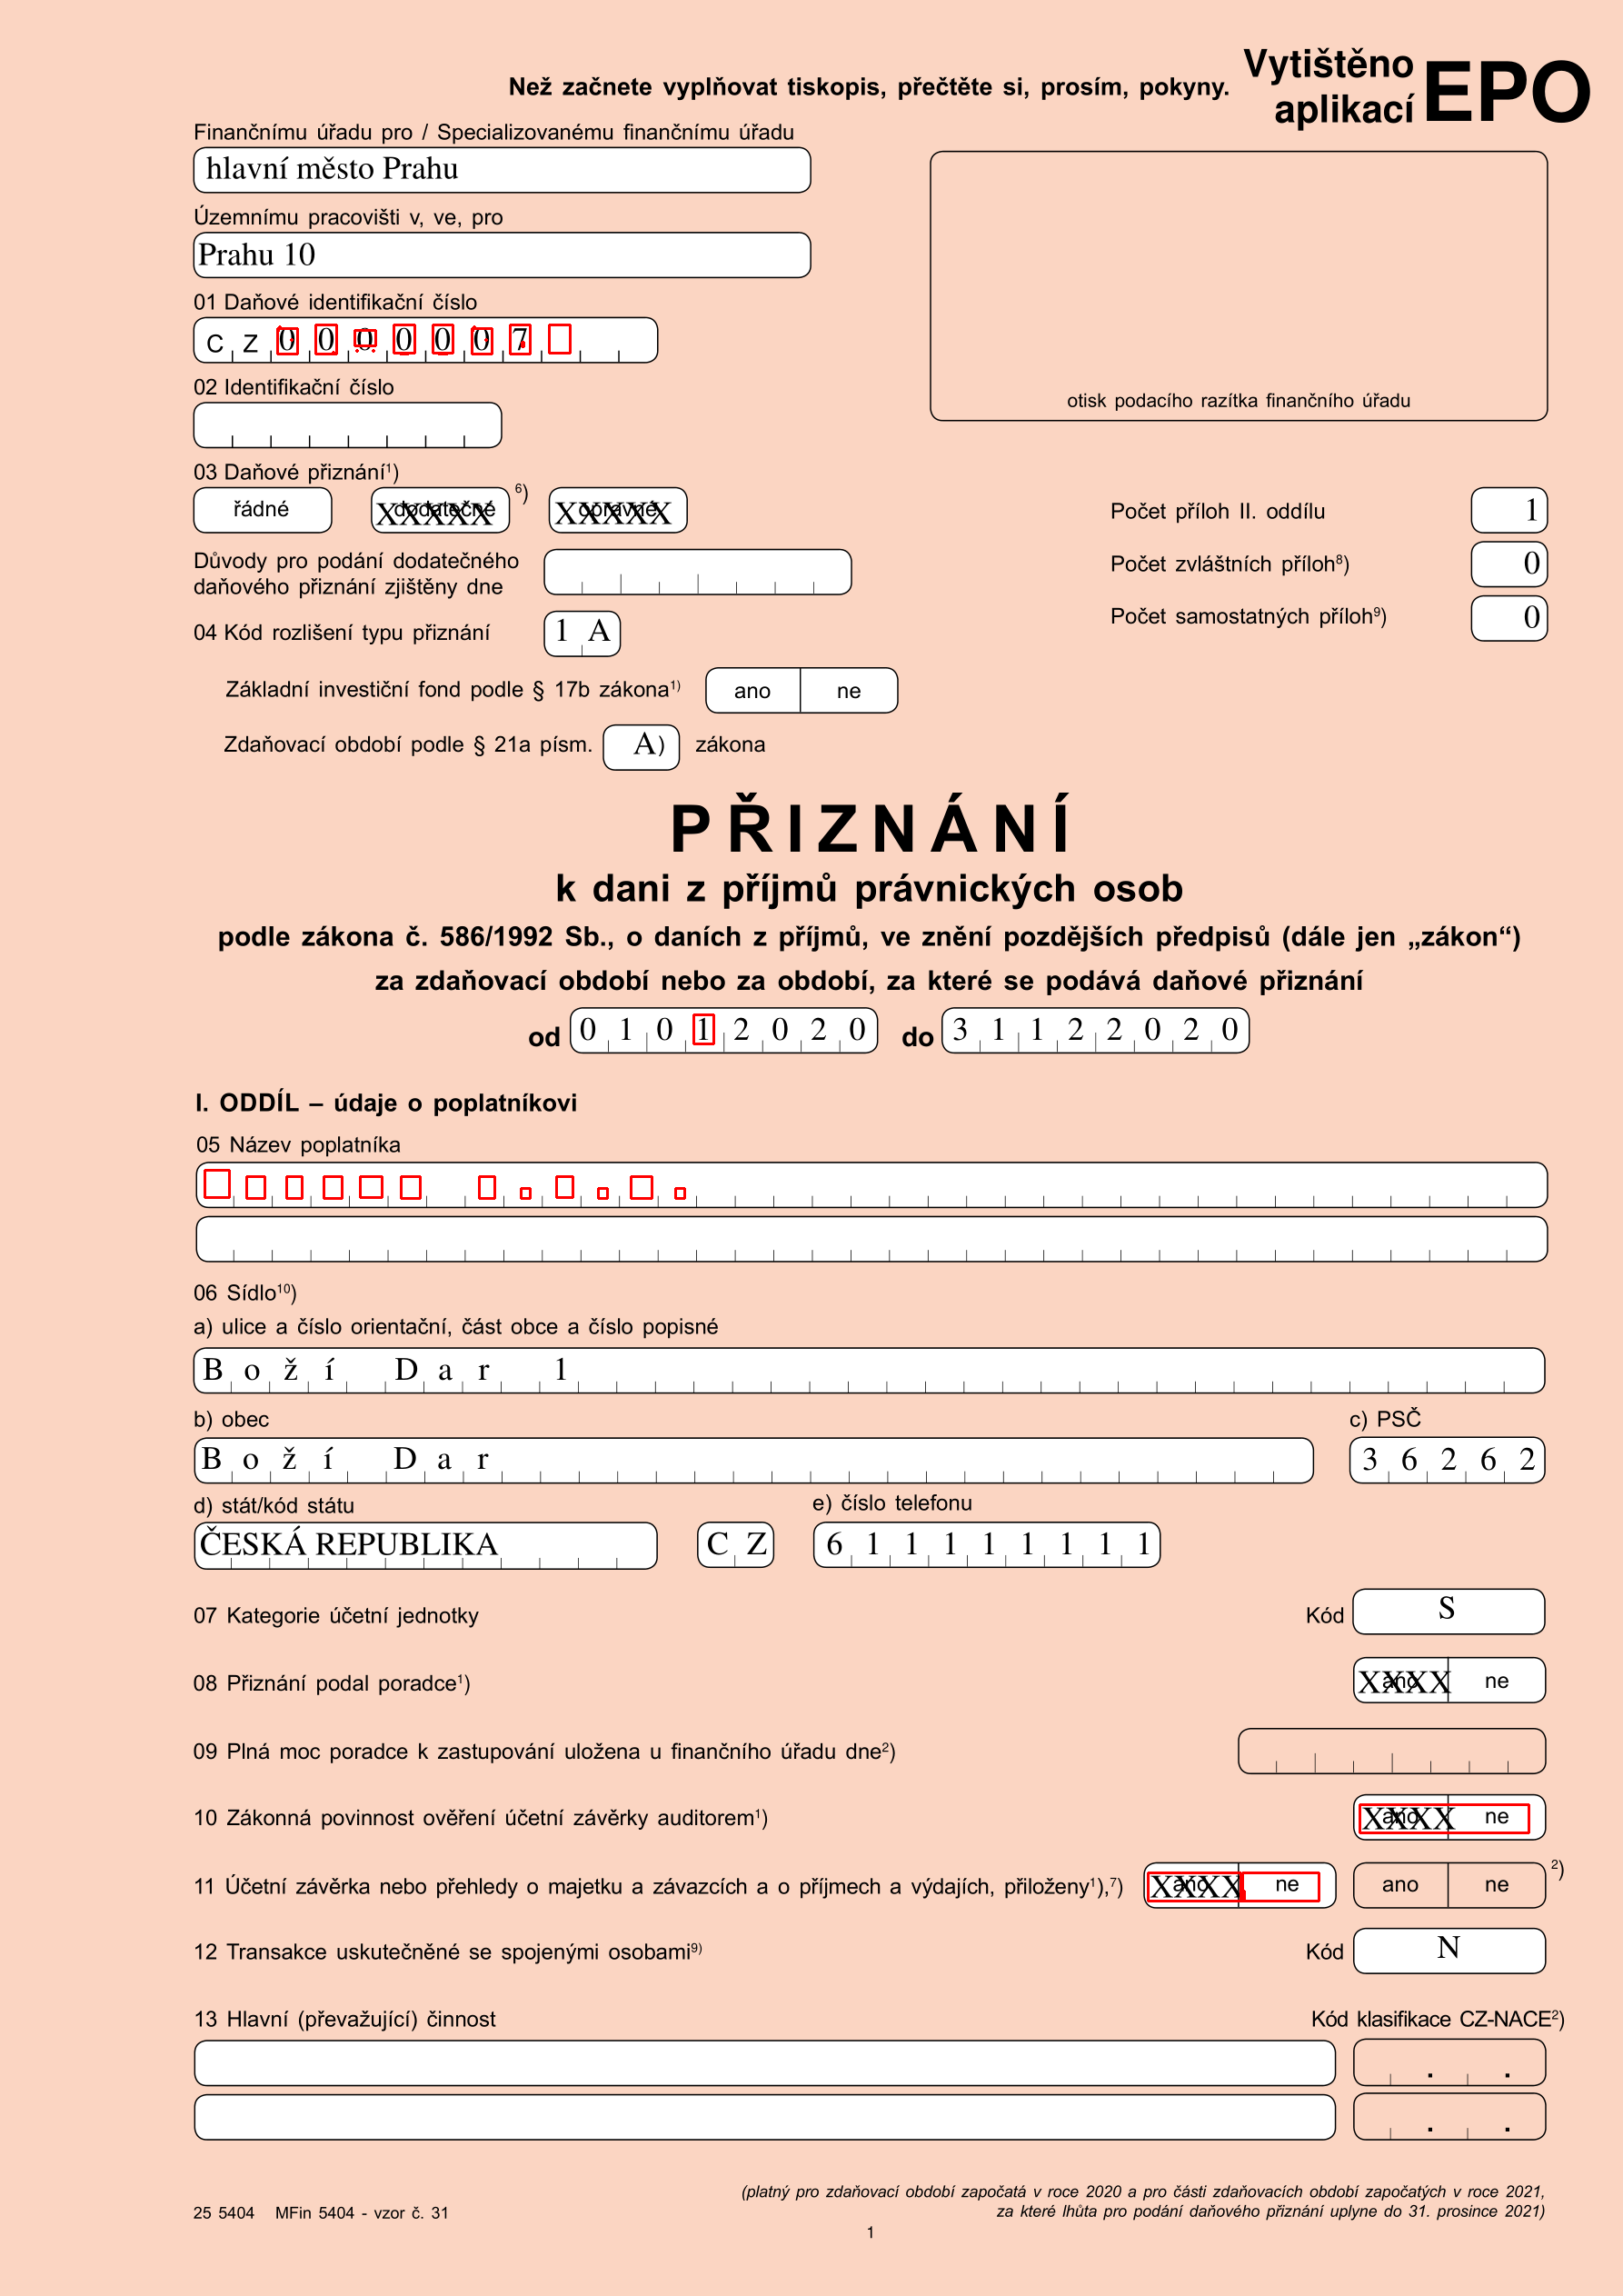 Než začnete vyplňovat tiskopis, přečtěte si, prosím, pokyny.
Vytištěno
aplikací EPO
Finančnímu úřadu pro / Specializovanému finančnímu úřadu
hlavní město Prahu
Územnímu pracovišti v, ve, pro
Prahu 10
01 Daňové identifikační číslo
C Z 0 0 0 0 0 0 7
otisk podacího razítka finančního úřadu
02 Identifikační číslo
03 Daňové přiznání1)
řádné XXXXX 6) XXXXX
Počet příloh II. oddílu 1
Důvody pro podání dodatečného
daňového přiznání zjištěny dne
Počet zvláštních příloh8) 0
Počet samostatných příloh9) 0
04 Kód rozlišení typu přiznání 1 A
Základní investiční fond podle § 17b zákona1) ano ne
Zdaňovací období podle § 21a písm. A) zákona
PŘIZNÁNÍ
k dani z příjmů právnických osob
podle zákona č. 586/1992 Sb., o daních z příjmů, ve znění pozdějších předpisů (dále jen „zákon“)
za zdaňovací období nebo za období, za které se podává daňové přiznání
od 0 1 0 1 2 0 2 0 do 3 1 1 2 2 0 2 0
I. ODDÍL – údaje o poplatníkovi
05 Název poplatníka
06 Sídlo10)
a) ulice a číslo orientační, část obce a číslo popisné
B o ž í D a r 1
b) obec c) PSČ
B o ž í D a r 3 6 2 6 2
d) stát/kód státu e) číslo telefonu
ČESKÁ REPUBLIKA C Z 6 1 1 1 1 1 1 1 1
07 Kategorie účetní jednotky Kód S
08 Přiznání podal poradce1) XXXX ne
09 Plná moc poradce k zastupování uložena u finančního úřadu dne2)
10 Zákonná povinnost ověření účetní závěrky auditorem1) XXXX ne
11 Účetní závěrka nebo přehledy o majetku a závazcích a o příjmech a výdajích, přiloženy1),7) XXXX ne ano ne 2)
12 Transakce uskutečněné se spojenými osobami9) Kód N
13 Hlavní (převažující) činnost Kód klasifikace CZ-NACE2)
. .
. .
(platný pro zdaňovací období započatá v roce 2020 a pro části zdaňovacích období započatých v roce 2021,
25 5404 MFin 5404 - vzor č. 31 za které lhůta pro podání daňového přiznání uplyne do 31. prosince 2021)
1